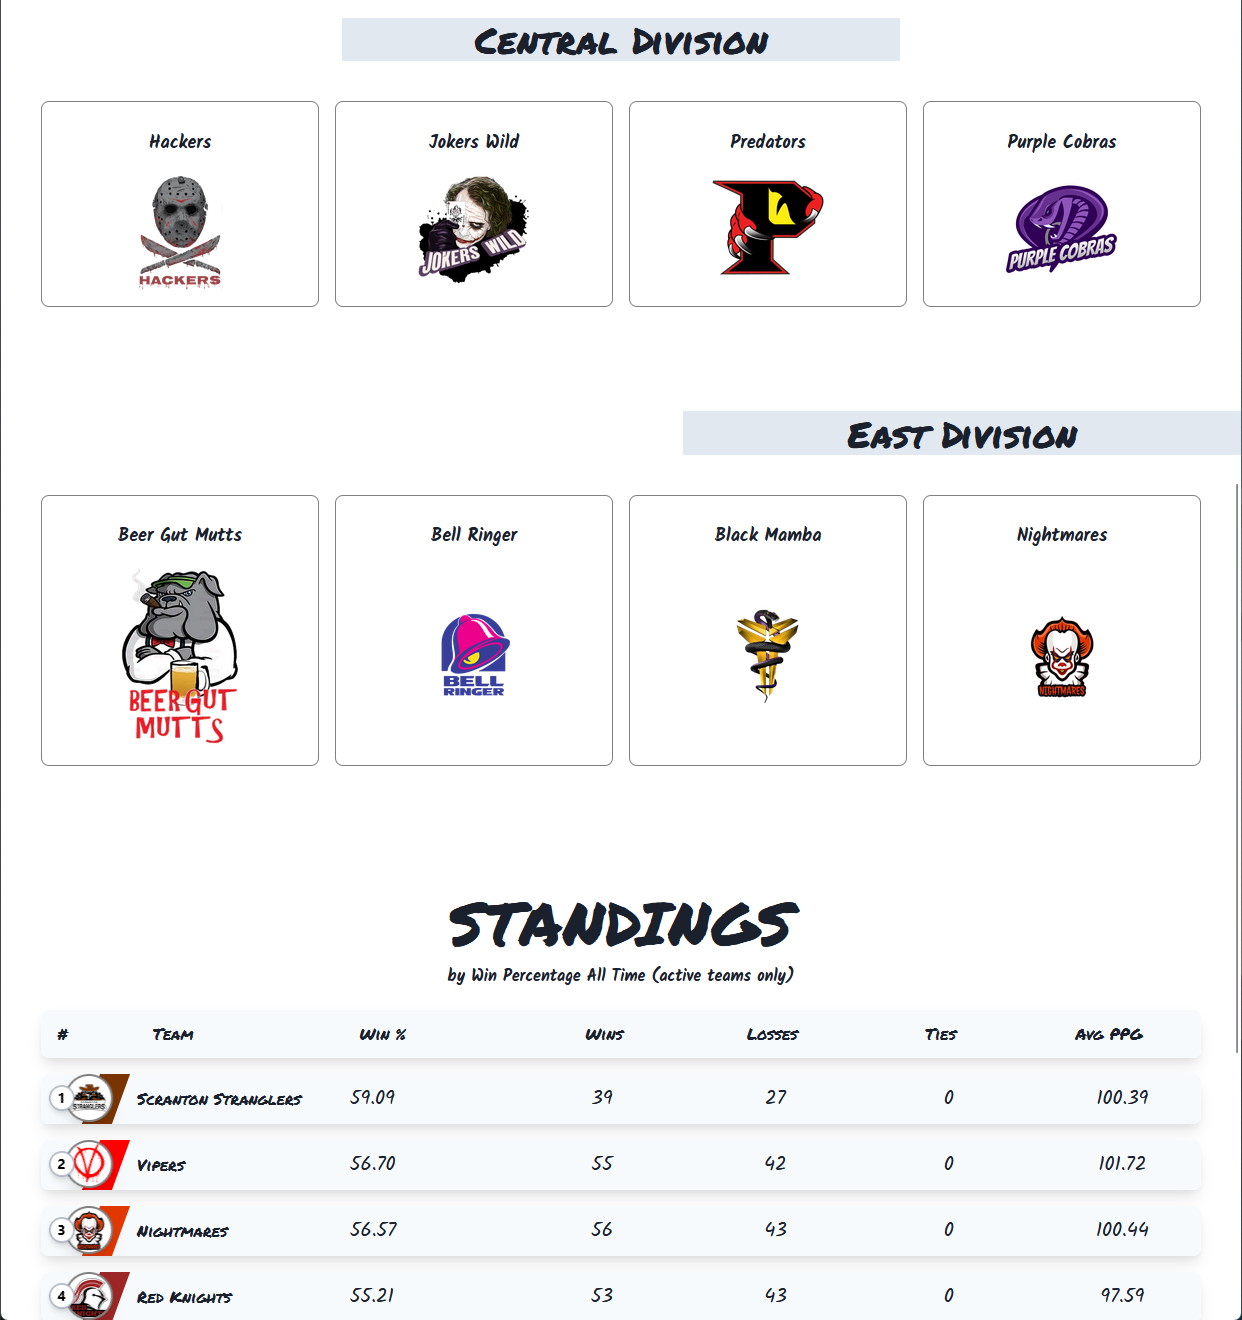 Central Division
Hackers
Jokers Wild
Predators
Purple Cobras
HACKERS
JOKERS WILD
PURPLE COBRAS
East Division
Beer Gut Mutts
Bell Ringer
Black Mamba
Nightmares
BEER GUT
MUTTS
BELL
RINGER
NIGHTMARES
STANDINGS
by Win Percentage All Time (active teams only)
# Team Win % Wins Losses Ties Avg PPG
1 STRANGLERS Scranton Stranglers 59.09 39 27 0 100.39
2 Vipers 56.70 55 42 0 101.72
3 Nightmares 56.57 56 43 0 100.44
4 Red Knights 55.21 53 43 0 97.59